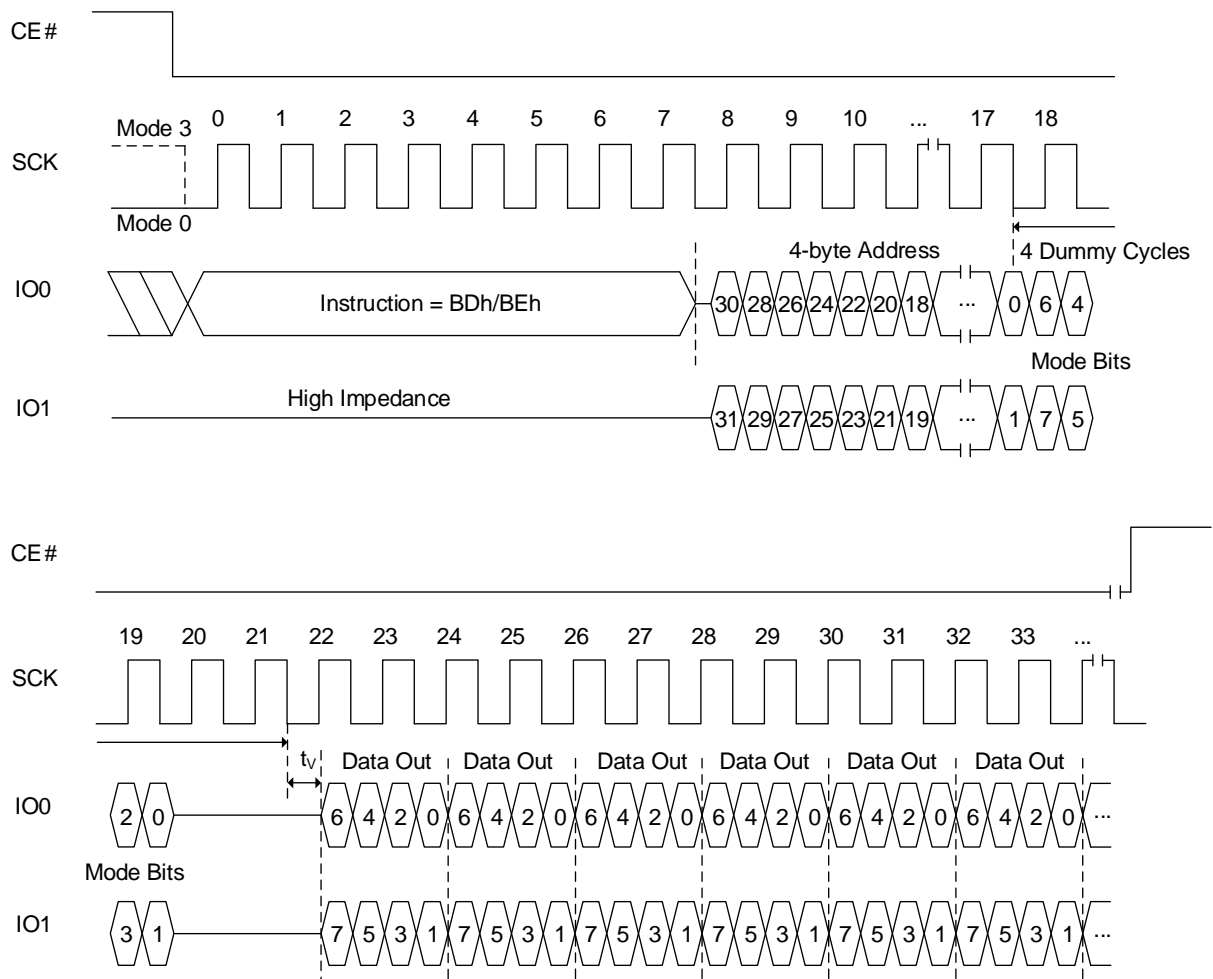 CE#
0 1 2 3 4 5 6 7 8 9 10 ... 17 18
Mode 3
SCK
Mode 0
4-byte Address
4 Dummy Cycles
IO0
Instruction = BDh/BEh
30 28 26 24 22 20 18 ... 0 6 4
Mode Bits
High Impedance
IO1
31 29 27 25 23 21 19 ... 1 7 5
CE#
19 20 21 22 23 24 25 26 27 28 29 30 31 32 33 ...
SCK
tV Data Out Data Out Data Out Data Out Data Out Data Out
IO0
2 0 6 4 2 0 6 4 2 0 6 4 2 0 6 4 2 0 6 4 2 0 6 4 2 0 ...
Mode Bits
IO1
3 1 7 5 3 1 7 5 3 1 7 5 3 1 7 5 3 1 7 5 3 1 7 5 3 1 ...